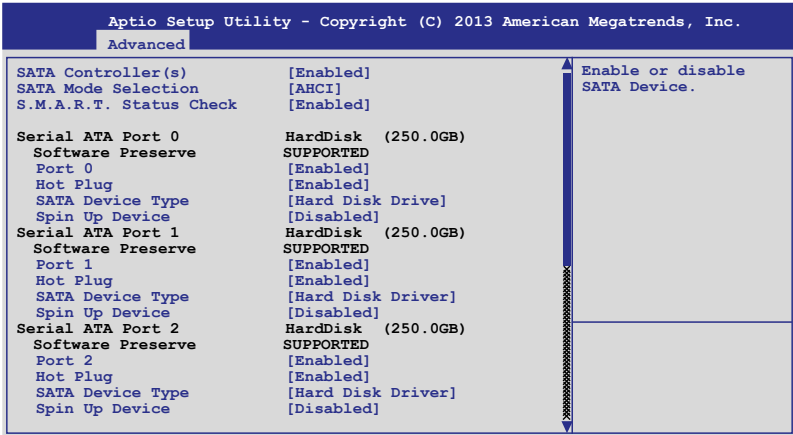 Aptio Setup Utility - Copyright (C) 2013 American Megatrends, Inc.
Advanced
SATA Controller(s) [Enabled]
SATA Mode Selection [AHCI]
S.M.A.R.T. Status Check [Enabled]
Serial ATA Port 0 HardDisk (250.0GB)
Software Preserve SUPPORTED
Port 0 [Enabled]
Hot Plug [Enabled]
SATA Device Type [Hard Disk Drive]
Spin Up Device [Disabled]
Serial ATA Port 1 HardDisk (250.0GB)
Software Preserve SUPPORTED
Port 1 [Enabled]
Hot Plug [Enabled]
SATA Device Type [Hard Disk Driver]
Spin Up Device [Disabled]
Serial ATA Port 2 HardDisk (250.0GB)
Software Preserve SUPPORTED
Port 2 [Enabled]
Hot Plug [Enabled]
SATA Device Type [Hard Disk Driver]
Spin Up Device [Disabled]
Enable or disable
SATA Device.